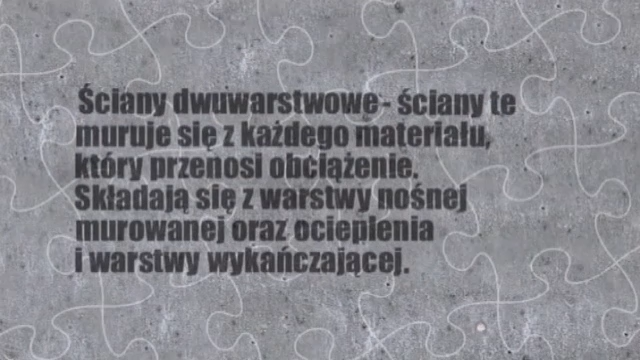 Ściany dwuwarstwowe - ściany te
muruje się z każdego materiału,
który przenosi obciążenie.
Składają się z warstwy nośnej
murowanej oraz ocieplenia
i warstwy wykańczającej.